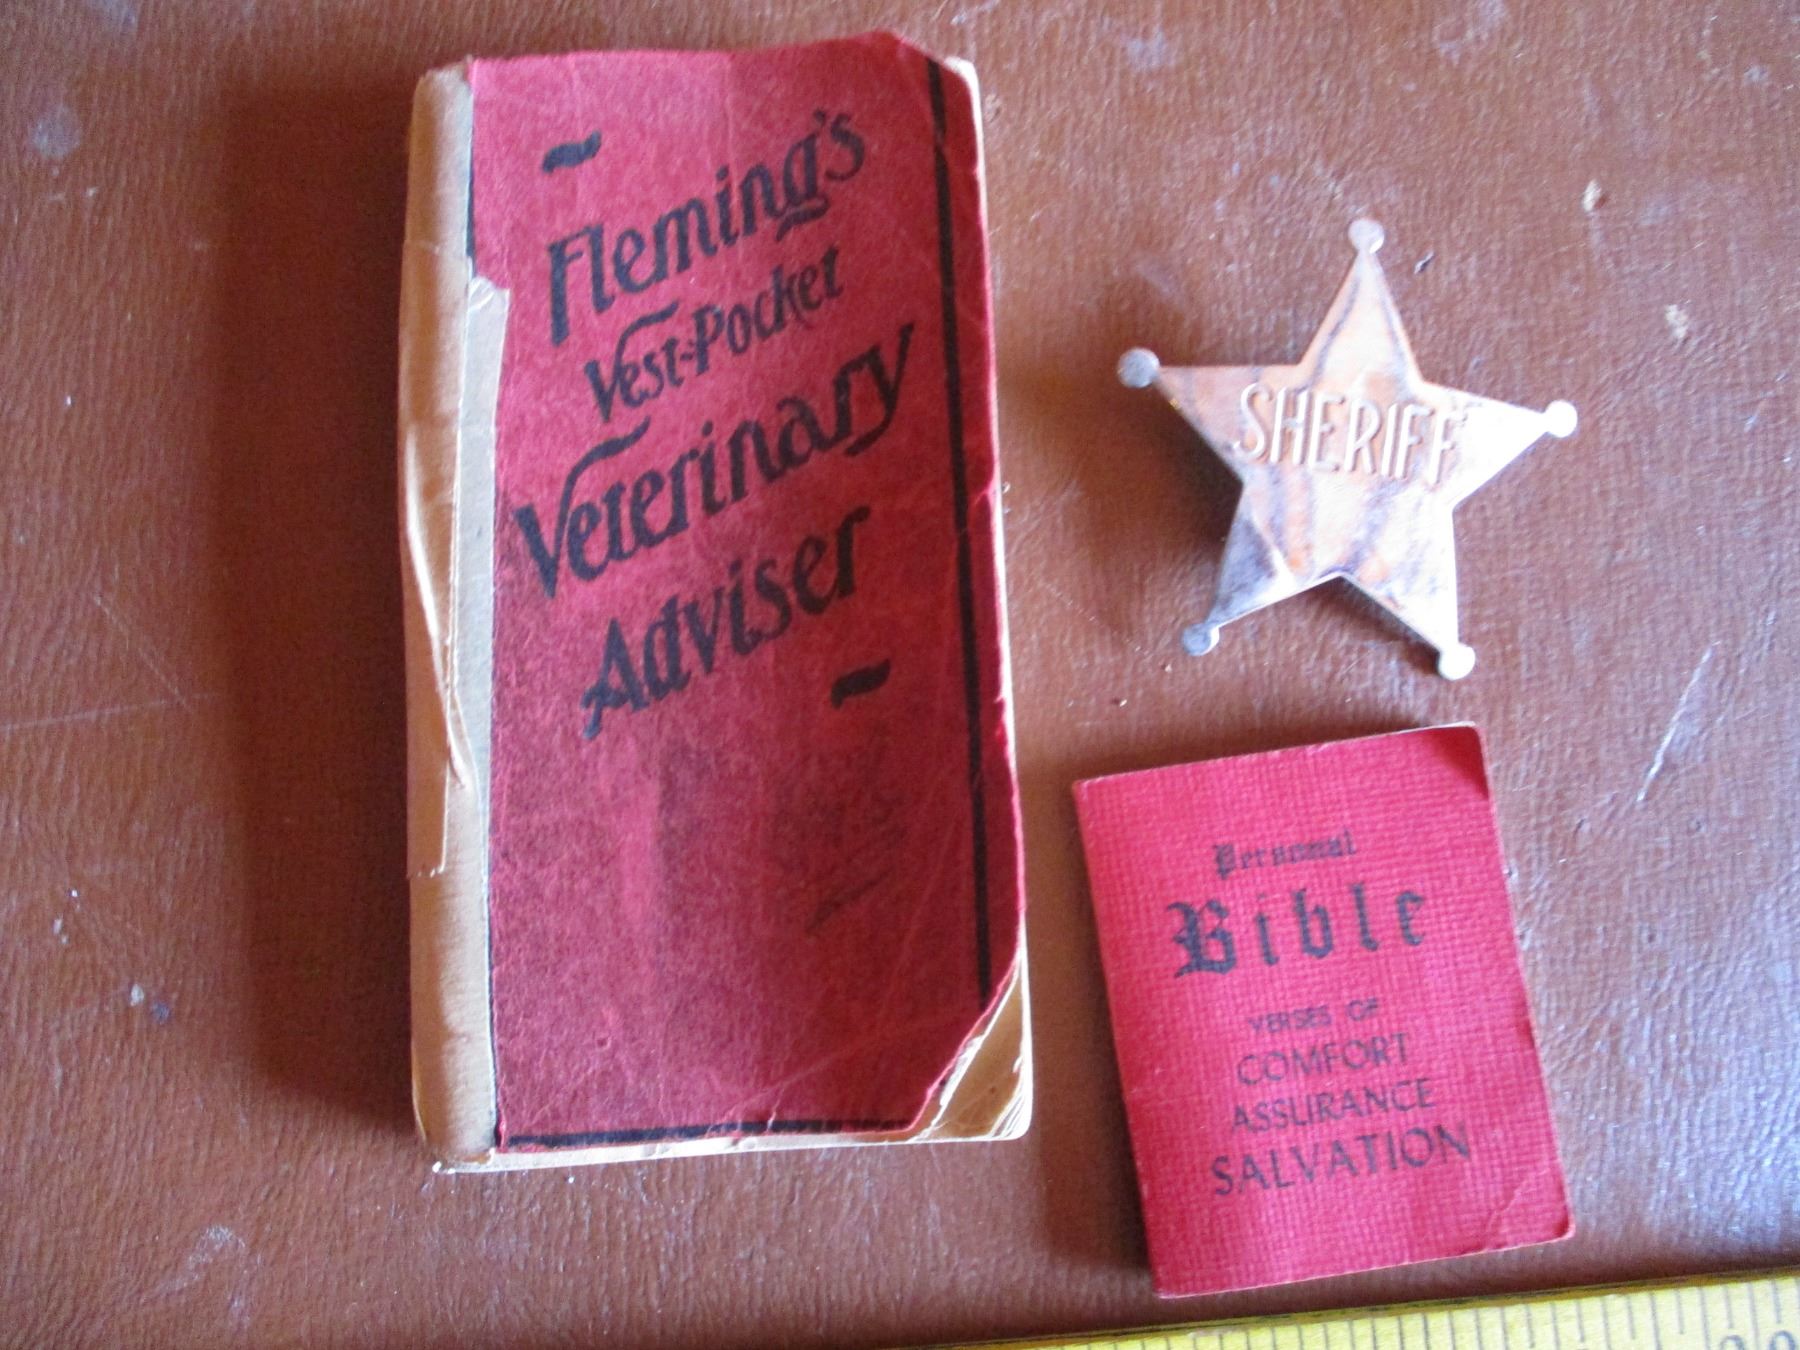 Fleming's
Vest-Pocket
Veterinary
Adviser
SHERIFF
Personal
Bible
VERSES OF
COMFORT
ASSURANCE
SALVATION